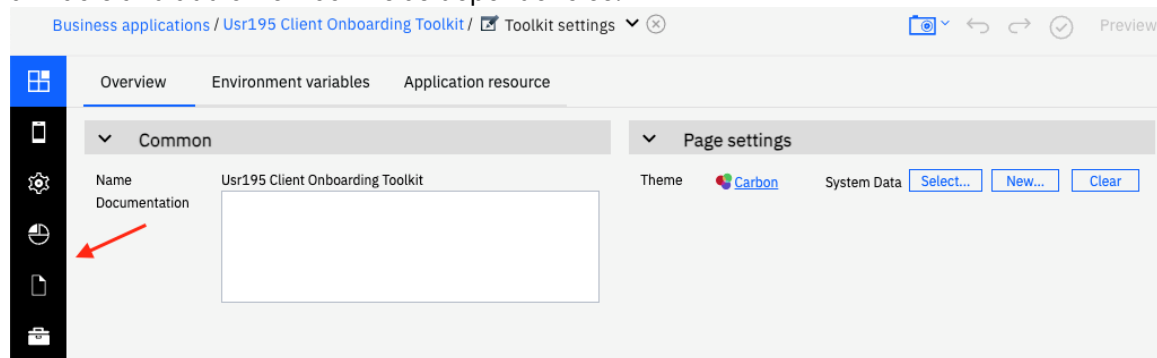 Business applications / Usr195 Client Onboarding Toolkit / Toolkit settings
Preview
Overview Environment variables Application resource
Common
Page settings
Name Usr195 Client Onboarding Toolkit
Theme Carbon System Data Select... New... Clear
Documentation